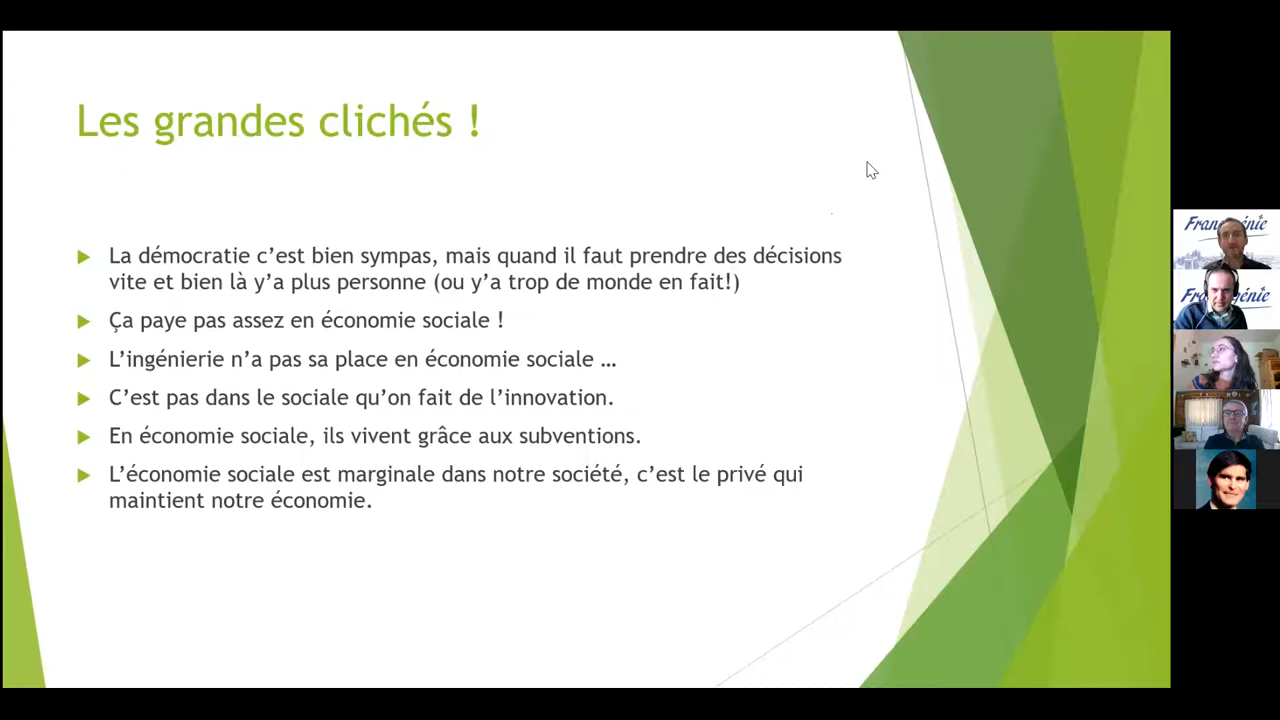 Les grandes clichés !
La démocratie c’est bien sympas, mais quand il faut prendre des décisions
vite et bien là y’a plus personne (ou y’a trop de monde en fait!)
Ça paye pas assez en économie sociale !
L’ingénierie n’a pas sa place en économie sociale …
C’est pas dans le sociale qu’on fait de l’innovation.
En économie sociale, ils vivent grâce aux subventions.
L’économie sociale est marginale dans notre société, c’est le privé qui
maintient notre économie.